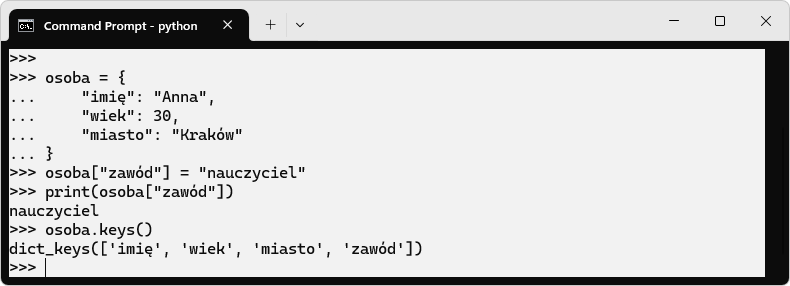 Command Prompt - python
>>>
>>> osoba = {
...     "imię": "Anna",
...     "wiek": 30,
...     "miasto": "Kraków"
... }
>>> osoba["zawód"] = "nauczyciel"
>>> print(osoba["zawód"])
nauczyciel
>>> osoba.keys()
dict_keys(['imię', 'wiek', 'miasto', 'zawód'])
>>>